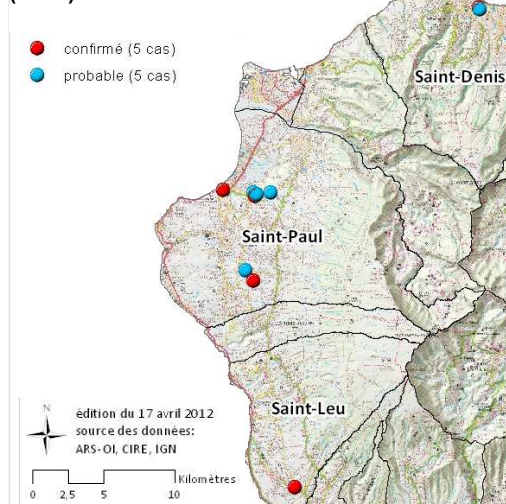 confirmé (5 cas)
probable (5 cas)
Saint-Denis
Saint-Paul
Saint-Leu
N
édition du 17 avril 2012
source des données:
ARS-OI, CIRE, IGN
Kilomètres
0 2,5 5 10